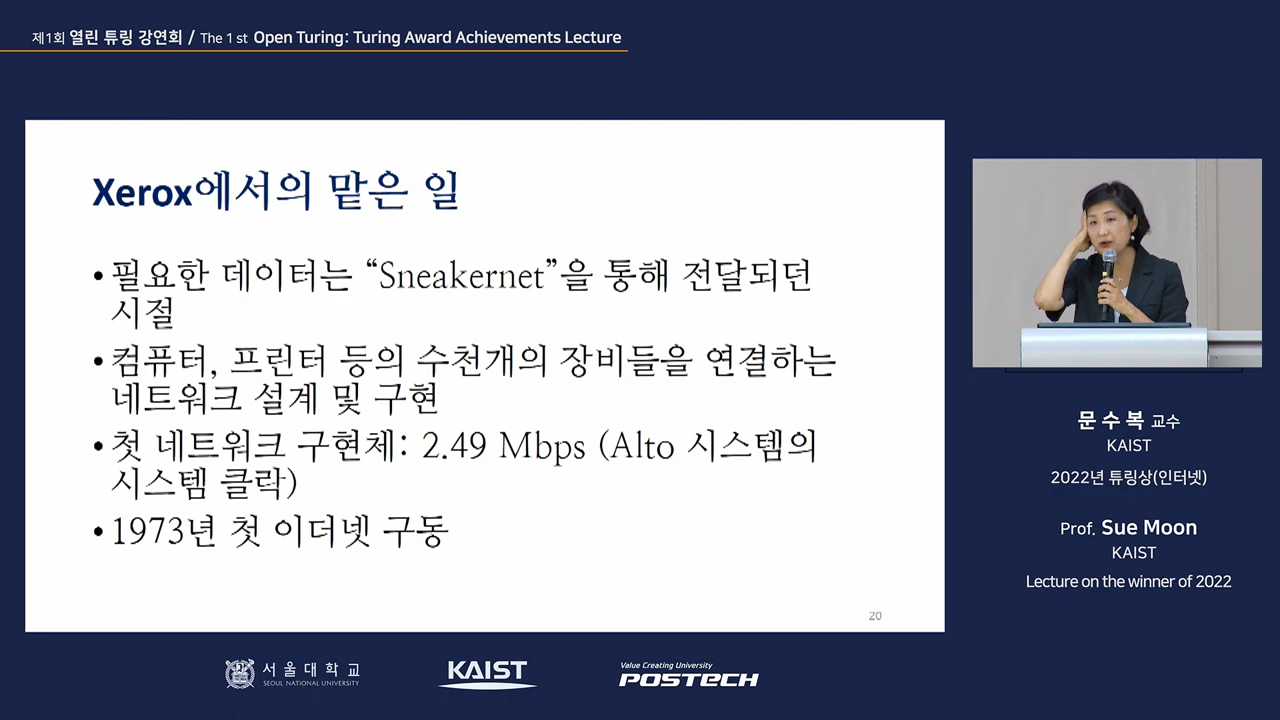 제1회 열린 튜링 강연회 / The 1 st Open Turing: Turing Award Achievements Lecture
Xerox에서의 맡은 일
• 필요한 데이터는 “Sneakernet”을 통해 전달되던
시절
• 컴퓨터, 프린터 등의 수천개의 장비들을 연결하는
네트워크 설계 및 구현
• 첫 네트워크 구현체: 2.49 Mbps (Alto 시스템의
시스템 클락)
• 1973년 첫 이더넷 구동
20
문 수 복 교수
KAIST
2022년 튜링상(인터넷)
Prof. Sue Moon
KAIST
Lecture on the winner of 2022
서울대학교
SEOUL NATIONAL UNIVERSITY
KAIST
Value Creating University
POSTECH